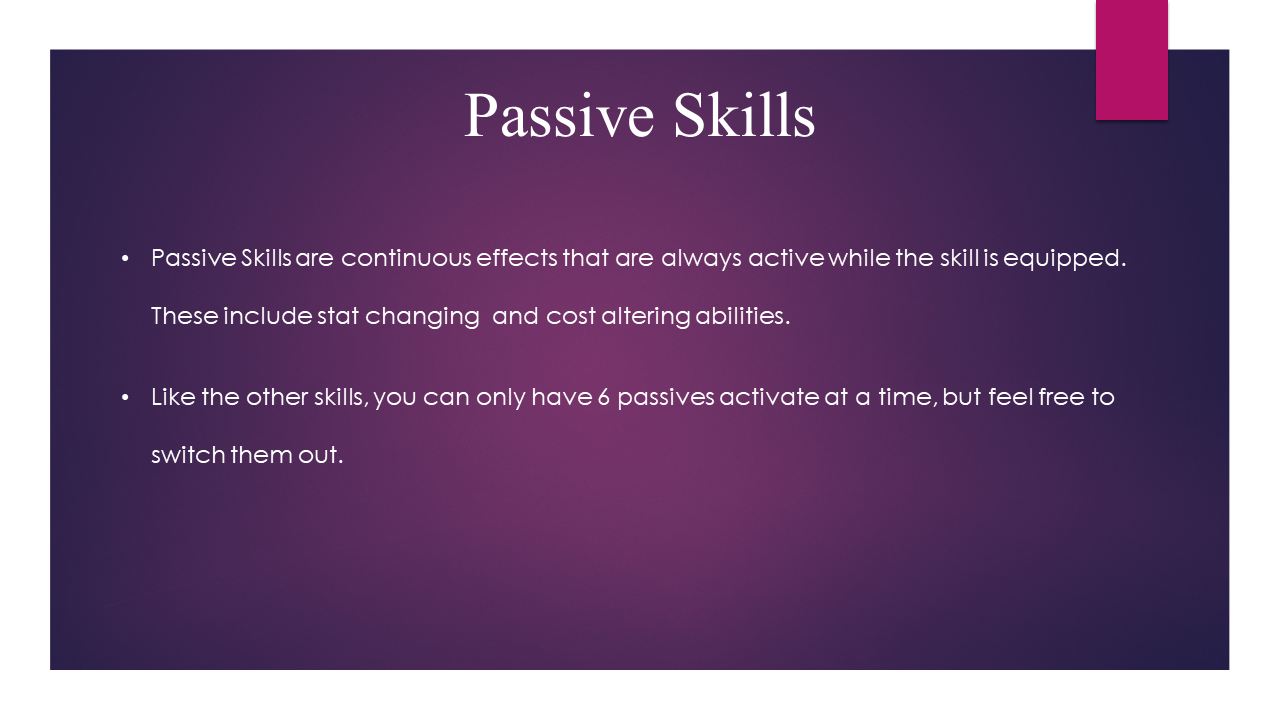 Passive Skills
• Passive Skills are continuous effects that are always active while the skill is equipped.
These include stat changing  and cost altering abilities.
• Like the other skills, you can only have 6 passives activate at a time, but feel free to
switch them out.